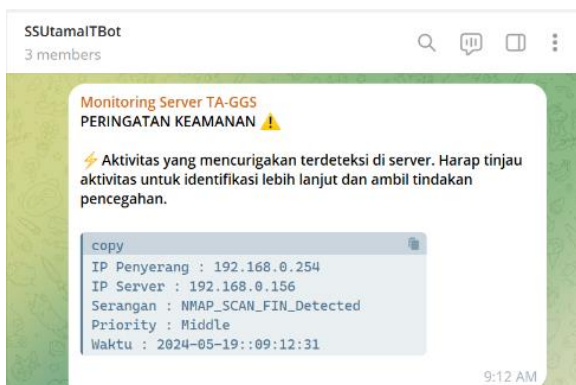 SSUtamaITBot
3 members
Monitoring Server TA-GGS
PERINGATAN KEAMANAN ⚠️
⚡ Aktivitas yang mencurigakan terdeteksi di server. Harap tinjau
aktivitas untuk identifikasi lebih lanjut dan ambil tindakan
pencegahan.
copy
IP Penyerang : 192.168.0.254
IP Server : 192.168.0.156
Serangan : NMAP_SCAN_FIN_Detected
Priority : Middle
Waktu : 2024-05-19::09:12:31
9:12 AM